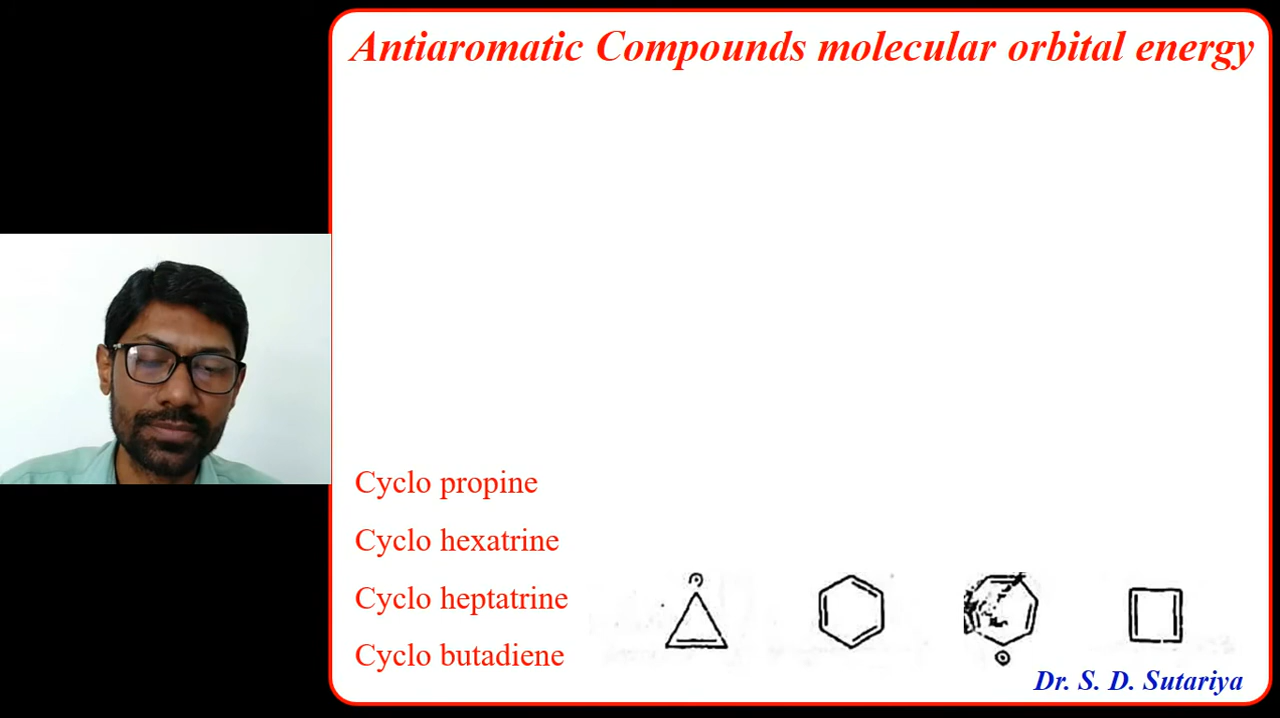 Antiaromatic Compounds molecular orbital energy
Cyclo propine
Cyclo hexatrine
Cyclo heptatrine
Cyclo butadiene
Dr. S. D. Sutariya